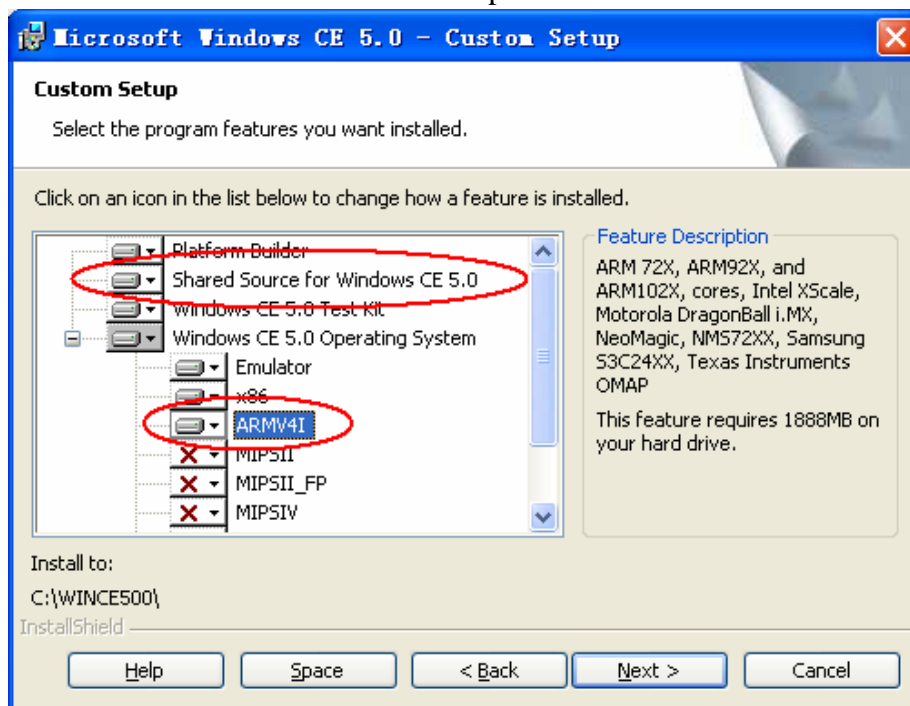 Microsoft Windows CE 5.0 - Custom Setup
Custom Setup
Select the program features you want installed.
Click on an icon in the list below to change how a feature is installed.
Platform Builder
Shared Source for Windows CE 5.0
Windows CE 5.0 Test Kit
Windows CE 5.0 Operating System
Emulator
x86
ARMV4I
MIPSII
MIPSII_FP
MIPSIV
Feature Description
ARM 72X, ARM92X, and
ARM102X, cores, Intel XScale,
Motorola DragonBall i.MX,
NeoMagic, NMS72XX, Samsung
S3C24XX, Texas Instruments
OMAP
This feature requires 1888MB on
your hard drive.
Install to:
C:\WINCE500\
InstallShield
Help
Space
< Back
Next >
Cancel